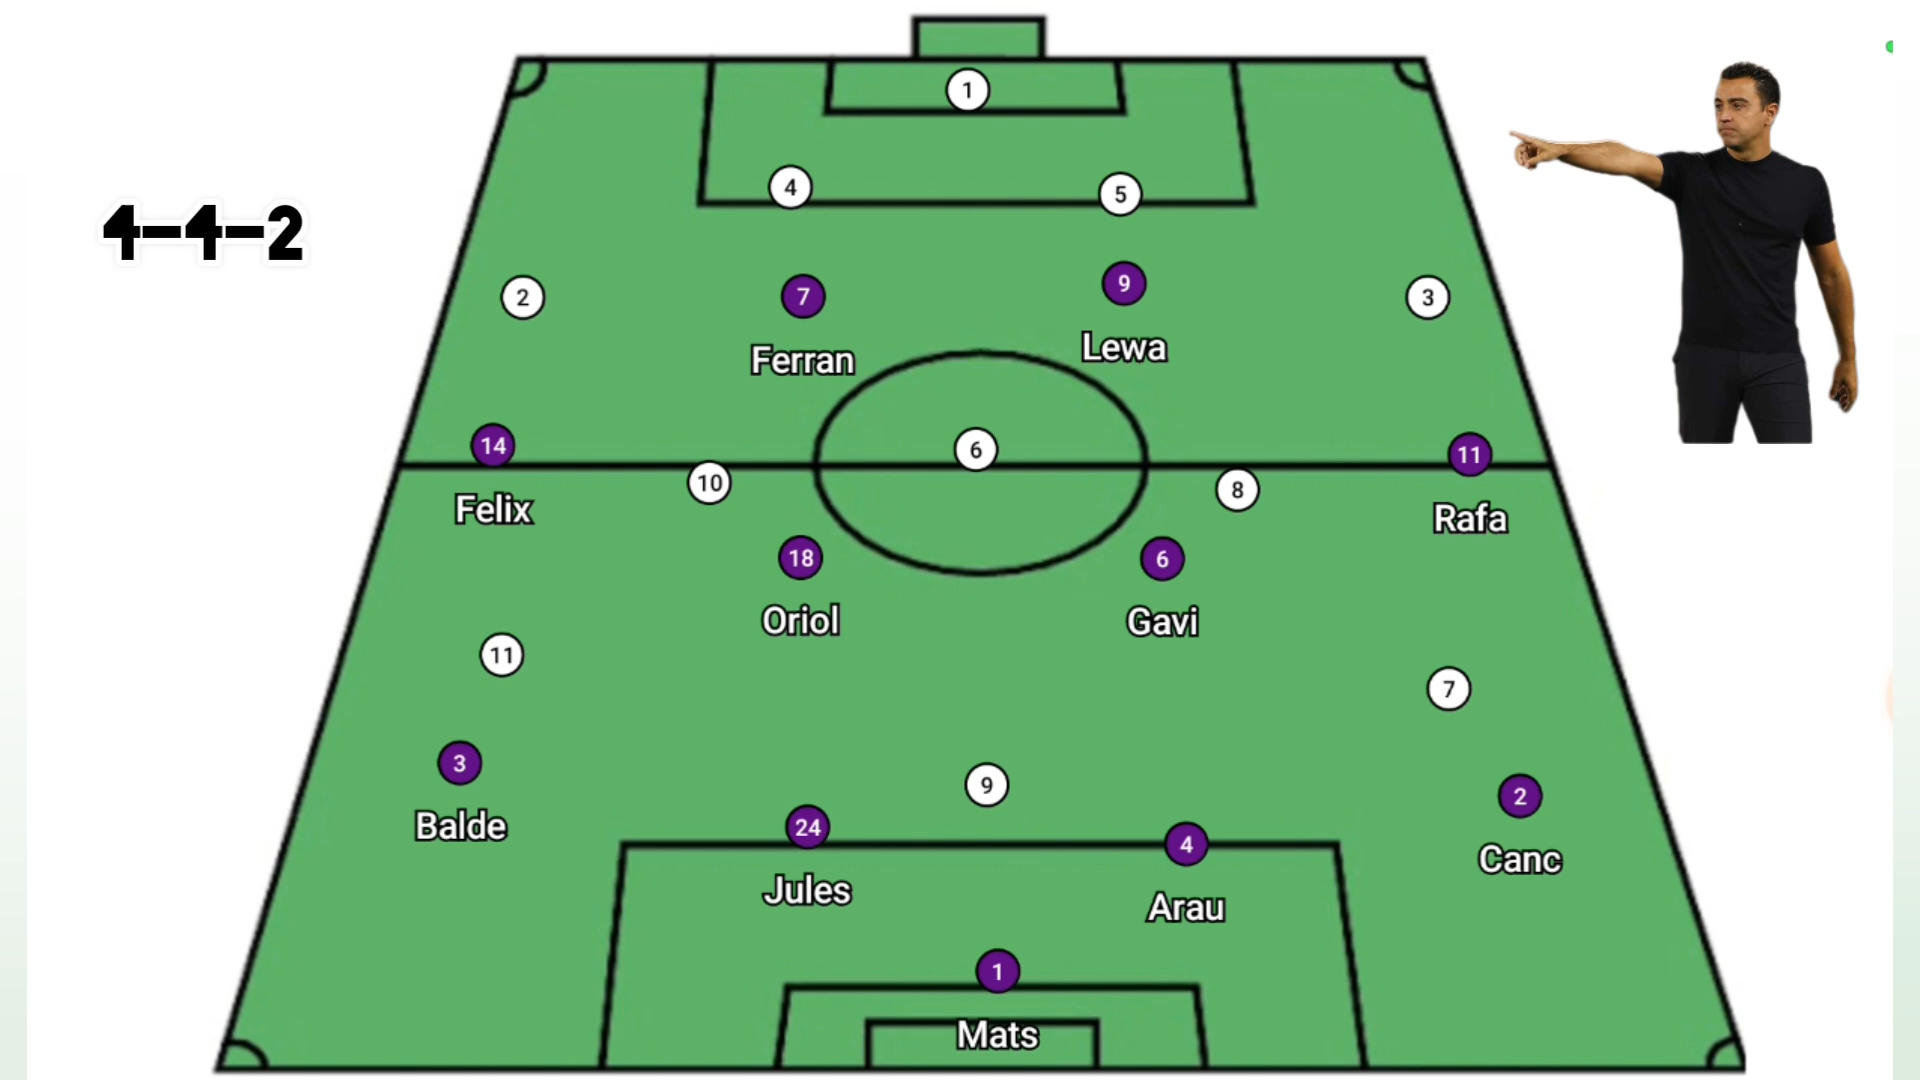 1
4
5
4-4-2
2
7
9
3
Ferran
Lewa
14
6
11
10
8
Felix
Rafa
18
6
Oriol
Gavi
11
7
3
9
2
Balde
24
4
Canc
Jules
Arau
1
Mats